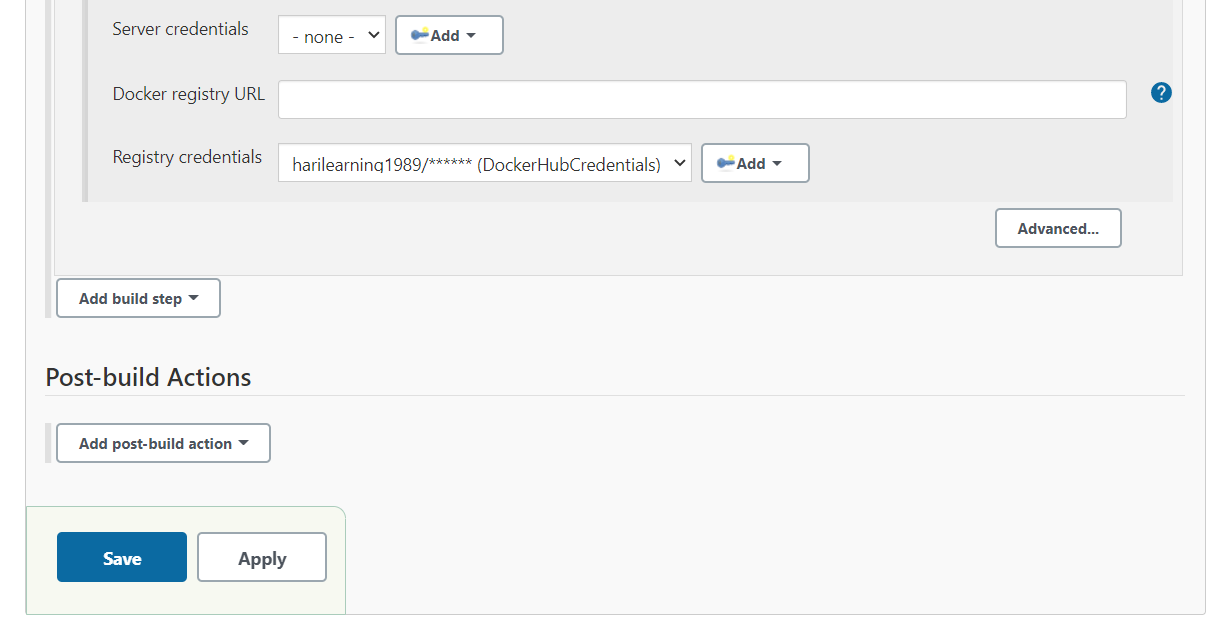 Server credentials
- none -
Add
Docker registry URL
?
Registry credentials
harilearning1989/****** (DockerHubCredentials)
Add
Advanced...
Add build step
Post-build Actions
Add post-build action
Save
Apply